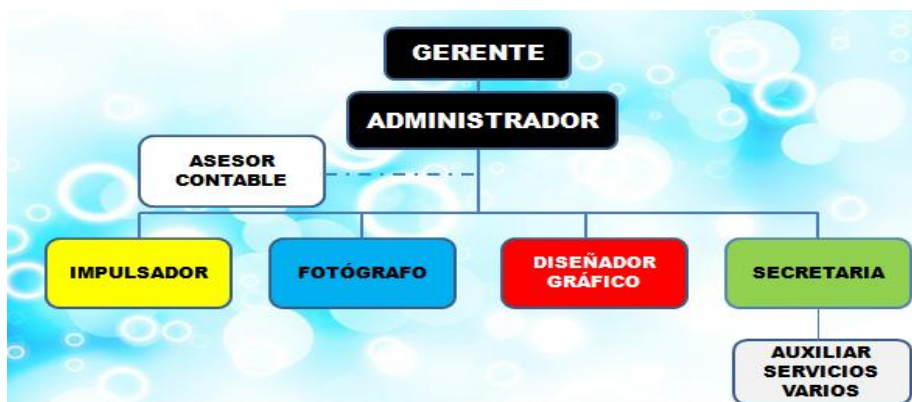 GERENTE
ADMINISTRADOR
ASESOR
CONTABLE
IMPULSADOR
FOTÓGRAFO
DISEÑADOR
GRÁFICO
SECRETARIA
AUXILIAR
SERVICIOS
VARIOS